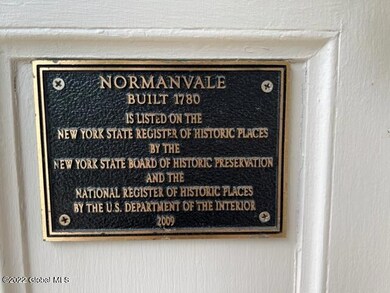 NORMANVALE
BUILT 1780
IS LISTED ON THE
NEW YORK STATE REGISTER OF HISTORIC PLACES
BY THE
NEW YORK STATE BOARD OF HISTORIC PRESERVATION
AND THE
NATIONAL REGISTER OF HISTORIC PLACES
BY THE U.S. DEPARTMENT OF THE INTERIOR
2009
©2022 Global MLS